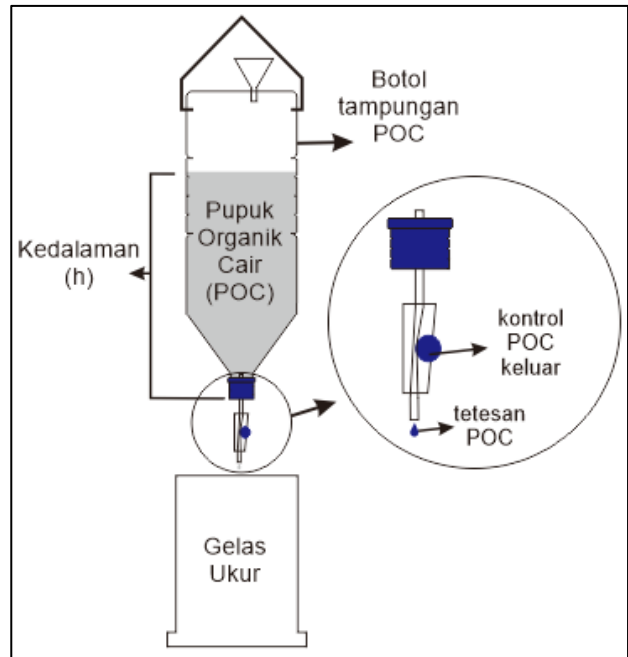 Botol
tampungan
POC
Pupuk
Organik
Cair
(POC)
Kedalaman
(h)
kontrol
POC
keluar
tetesan
POC
Gelas
Ukur